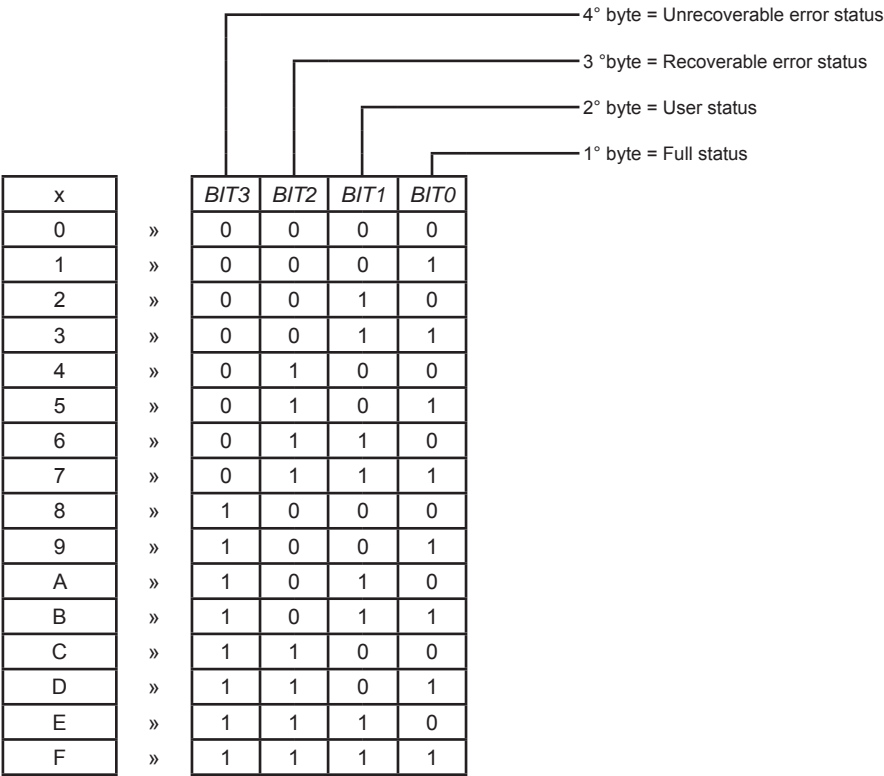 4° byte = Unrecoverable error status
3 °byte = Recoverable error status
2° byte = User status
1° byte = Full status
x BIT3 BIT2 BIT1 BIT0
0 » 0 0 0 0
1 » 0 0 0 1
2 » 0 0 1 0
3 » 0 0 1 1
4 » 0 1 0 0
5 » 0 1 0 1
6 » 0 1 1 0
7 » 0 1 1 1
8 » 1 0 0 0
9 » 1 0 0 1
A » 1 0 1 0
B » 1 0 1 1
C » 1 1 0 0
D » 1 1 0 1
E » 1 1 1 0
F » 1 1 1 1